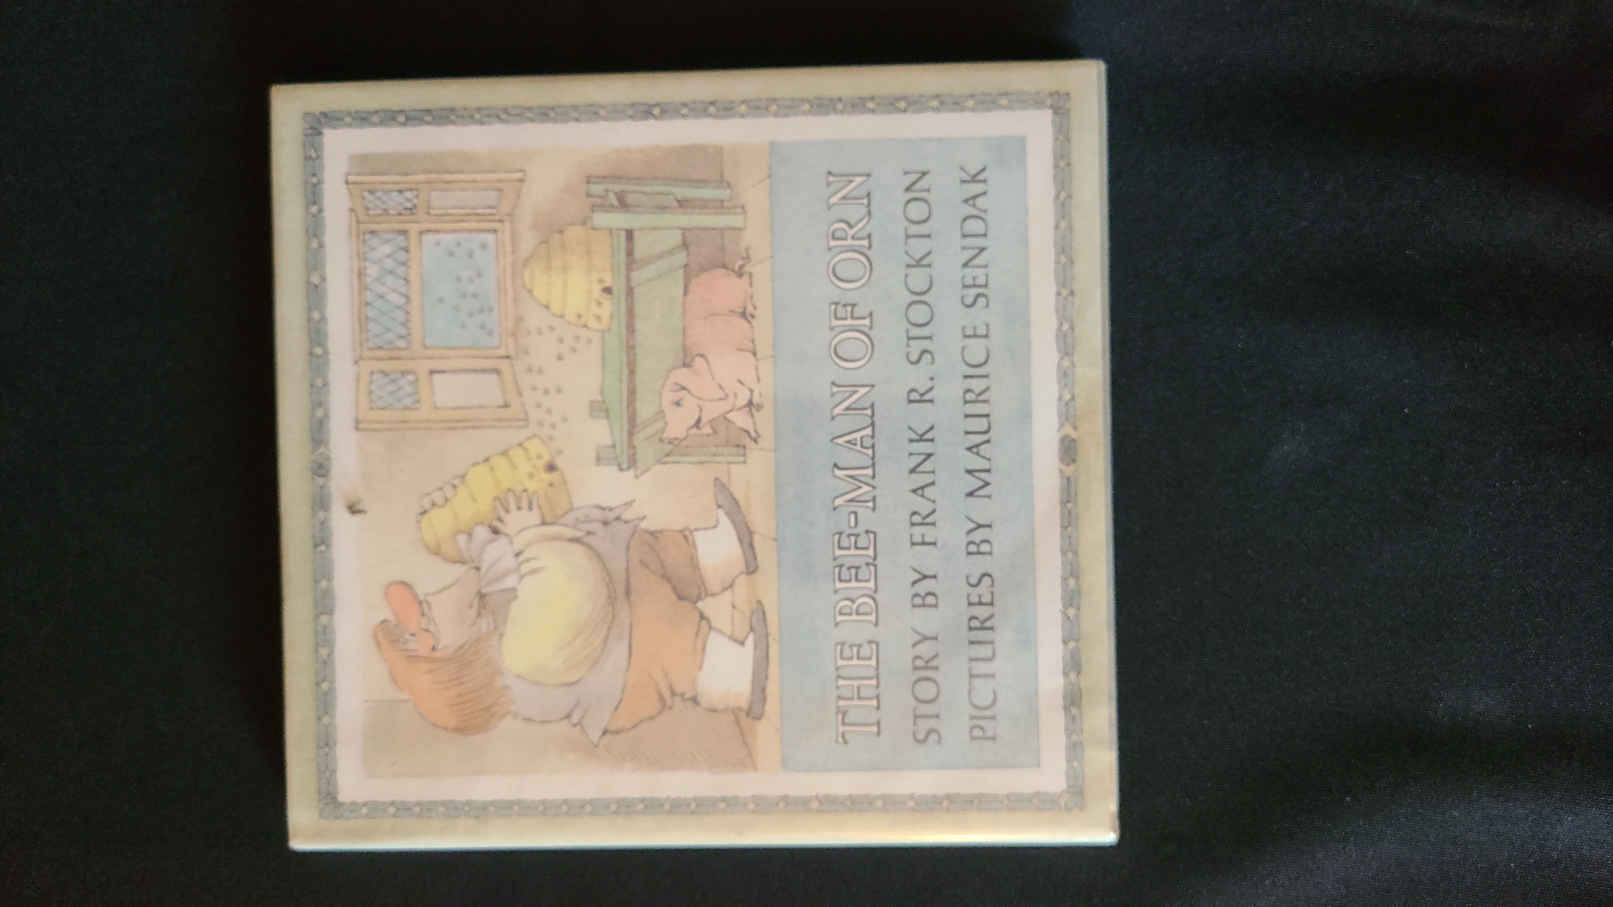 THE BEE-MAN OF ORN
STORY BY FRANK R. STOCKTON
PICTURES BY MAURICE SENDAK